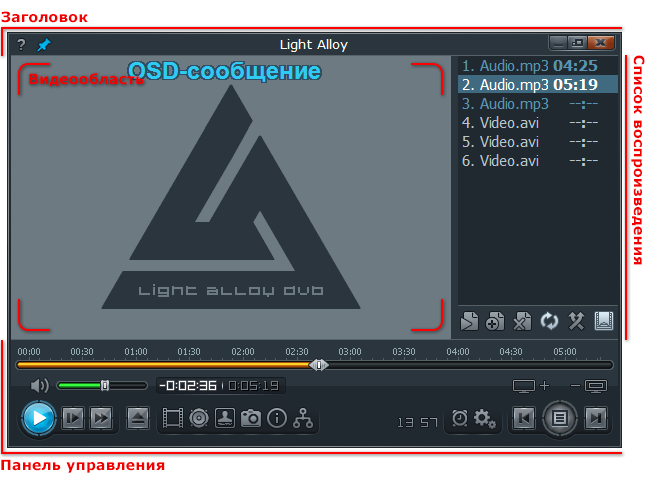 Заголовок
? Light Alloy
OSD-сообщение
Видеообласть
1. Audio.mp3 04:25
2. Audio.mp3 05:19
3. Audio.mp3 --:--
4. Video.avi --:--
5. Video.avi --:--
6. Video.avi --:--
Список воспроизведения
Light alloy dvb
00:00 00:30 01:00 01:30 02:00 02:30 03:00 03:30 04:00 04:30 05:00
-0:02:36 0:05:19
13 57
Панель управления